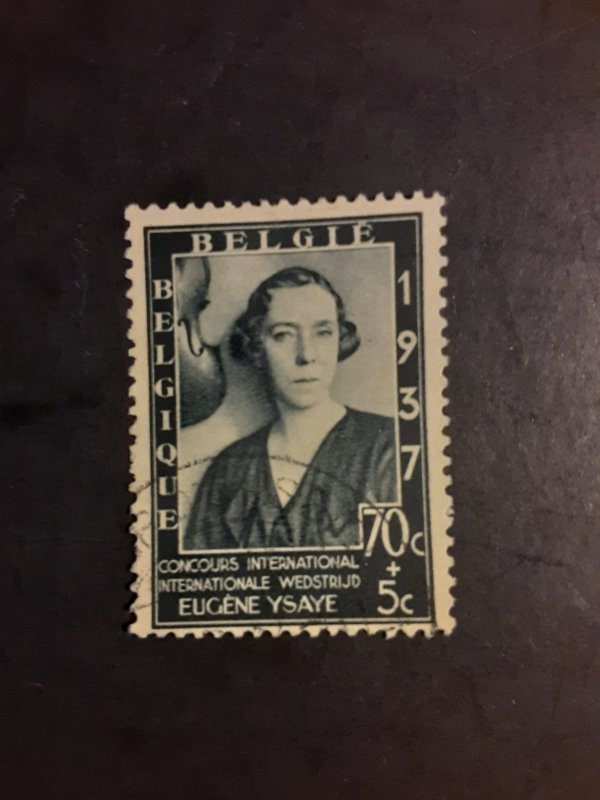 BELGIË
BELGIQUE
1937
70c
+
5c
CONCOURS INTERNATIONAL
INTERNATIONALE WEDSTRIJD
EUGÈNE YSAYE